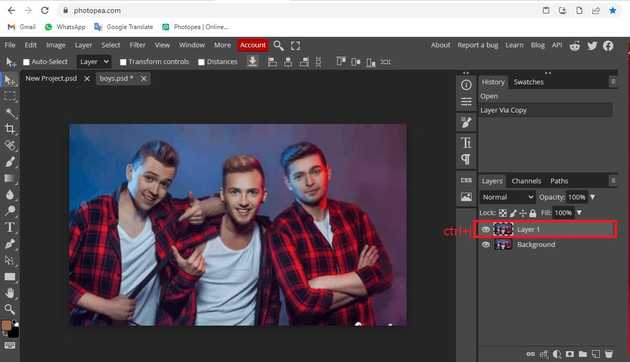 photopea.com
Gmail WhatsApp Google Translate Photopea | Online...
File Edit Image Layer Select Filter View Window More Account About Report a bug Learn Blog API
Auto-Select Layer Transform controls Distances
New Project.psd boys.psd * History Swatches
Open
Layer Via Copy
Layers Channels Paths
Normal Opacity: 100%
Lock: Fill: 100%
ctrl+j Layer 1
Background
CSS